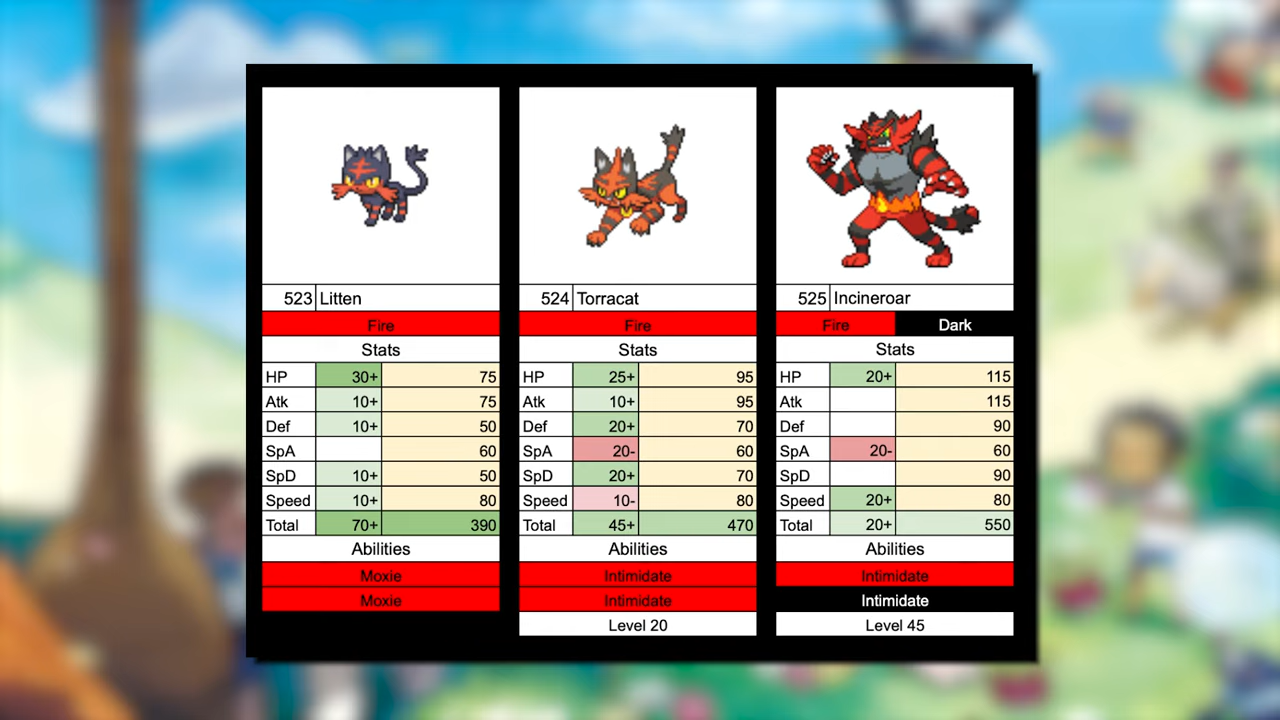 523 Litten
Fire
Stats
HP 30+ 75
Atk 10+ 75
Def 10+ 50
SpA 60
SpD 10+ 50
Speed 10+ 80
Total 70+ 390
Abilities
Moxie
Moxie
524 Torracat
Fire
Stats
HP 25+ 95
Atk 10+ 95
Def 20+ 70
SpA 20- 60
SpD 20+ 70
Speed 10- 80
Total 45+ 470
Abilities
Intimidate
Intimidate
Level 20
525 Incineroar
Fire Dark
Stats
HP 20+ 115
Atk 115
Def 90
SpA 20- 60
SpD 90
Speed 20+ 80
Total 20+ 550
Abilities
Intimidate
Intimidate
Level 45